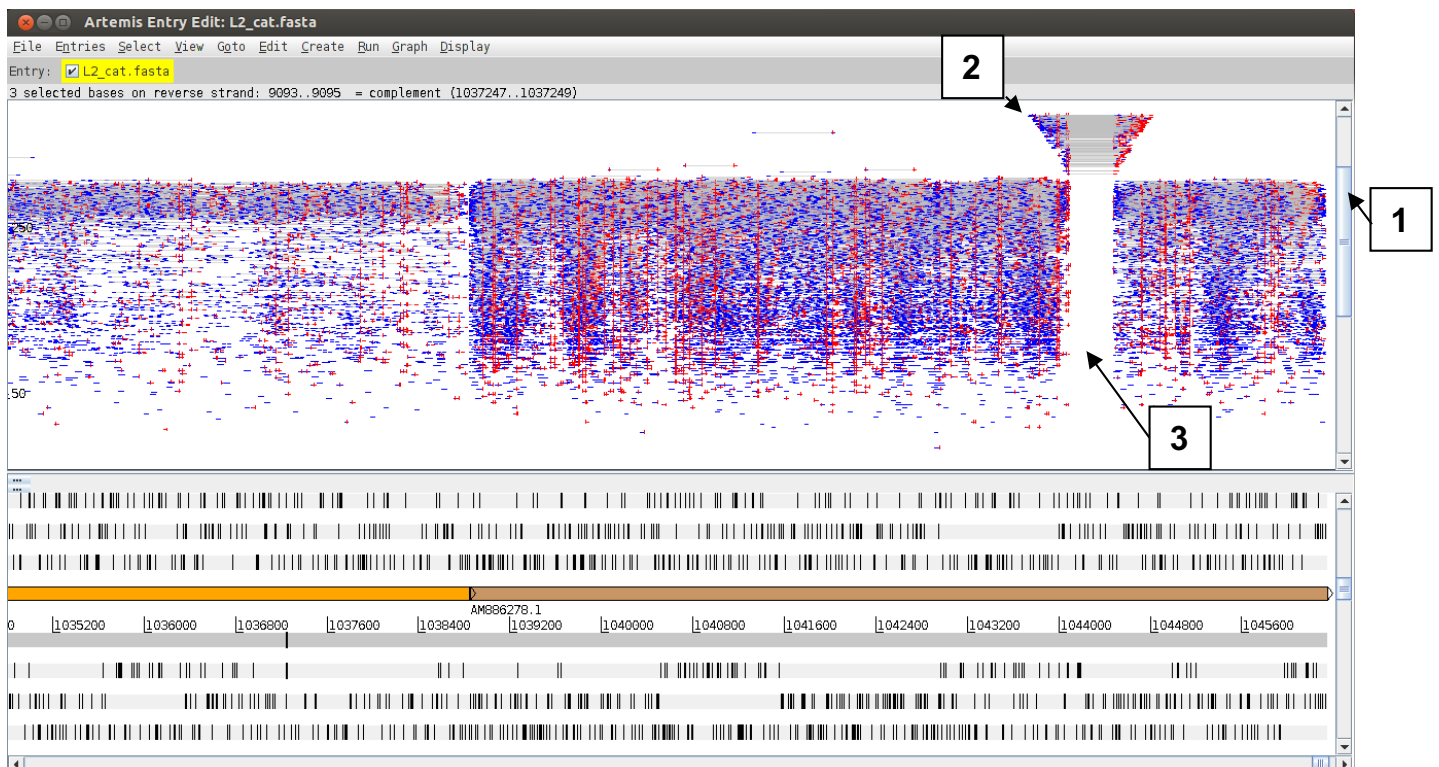 Artemis Entry Edit: L2_cat.fasta
File Entries Select View Goto Edit Create Run Graph Display
Entry: L2_cat.fasta
3 selected bases on reverse strand: 9093..9095 = complement (1037247..1037249)
2
1
250
50
3
AM886278.1
0 1035200 1036000 1036800 1037600 1038400 1039200 1040000 1040800 1041600 1042400 1043200 1044000 1044800 1045600